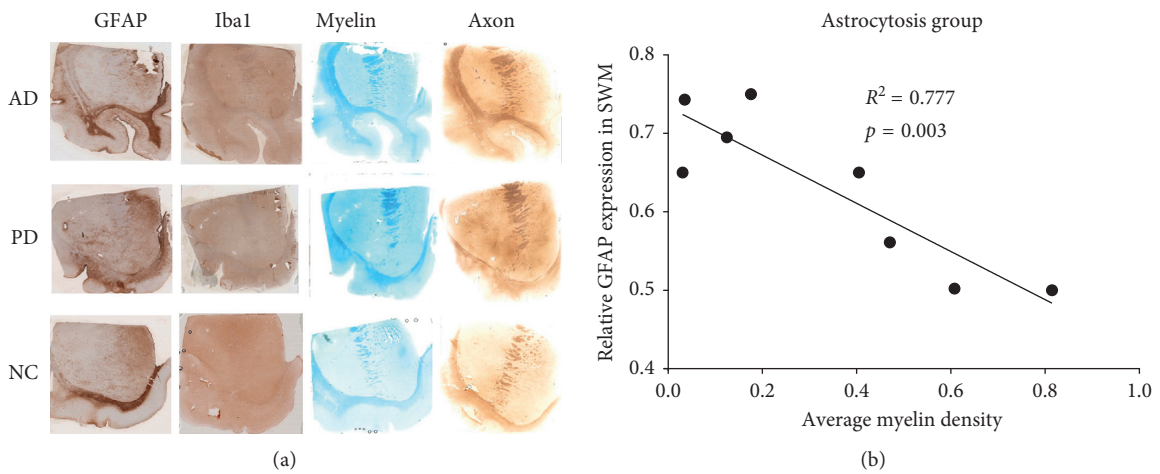 GFAP Iba1 Myelin Axon
AD
PD
NC
(a)
Astrocytosis group
Relative GFAP expression in SWM
0.8
0.7
0.6
0.5
0.4
R² = 0.777
p = 0.003
0.0 0.2 0.4 0.6 0.8 1.0
Average myelin density
(b)